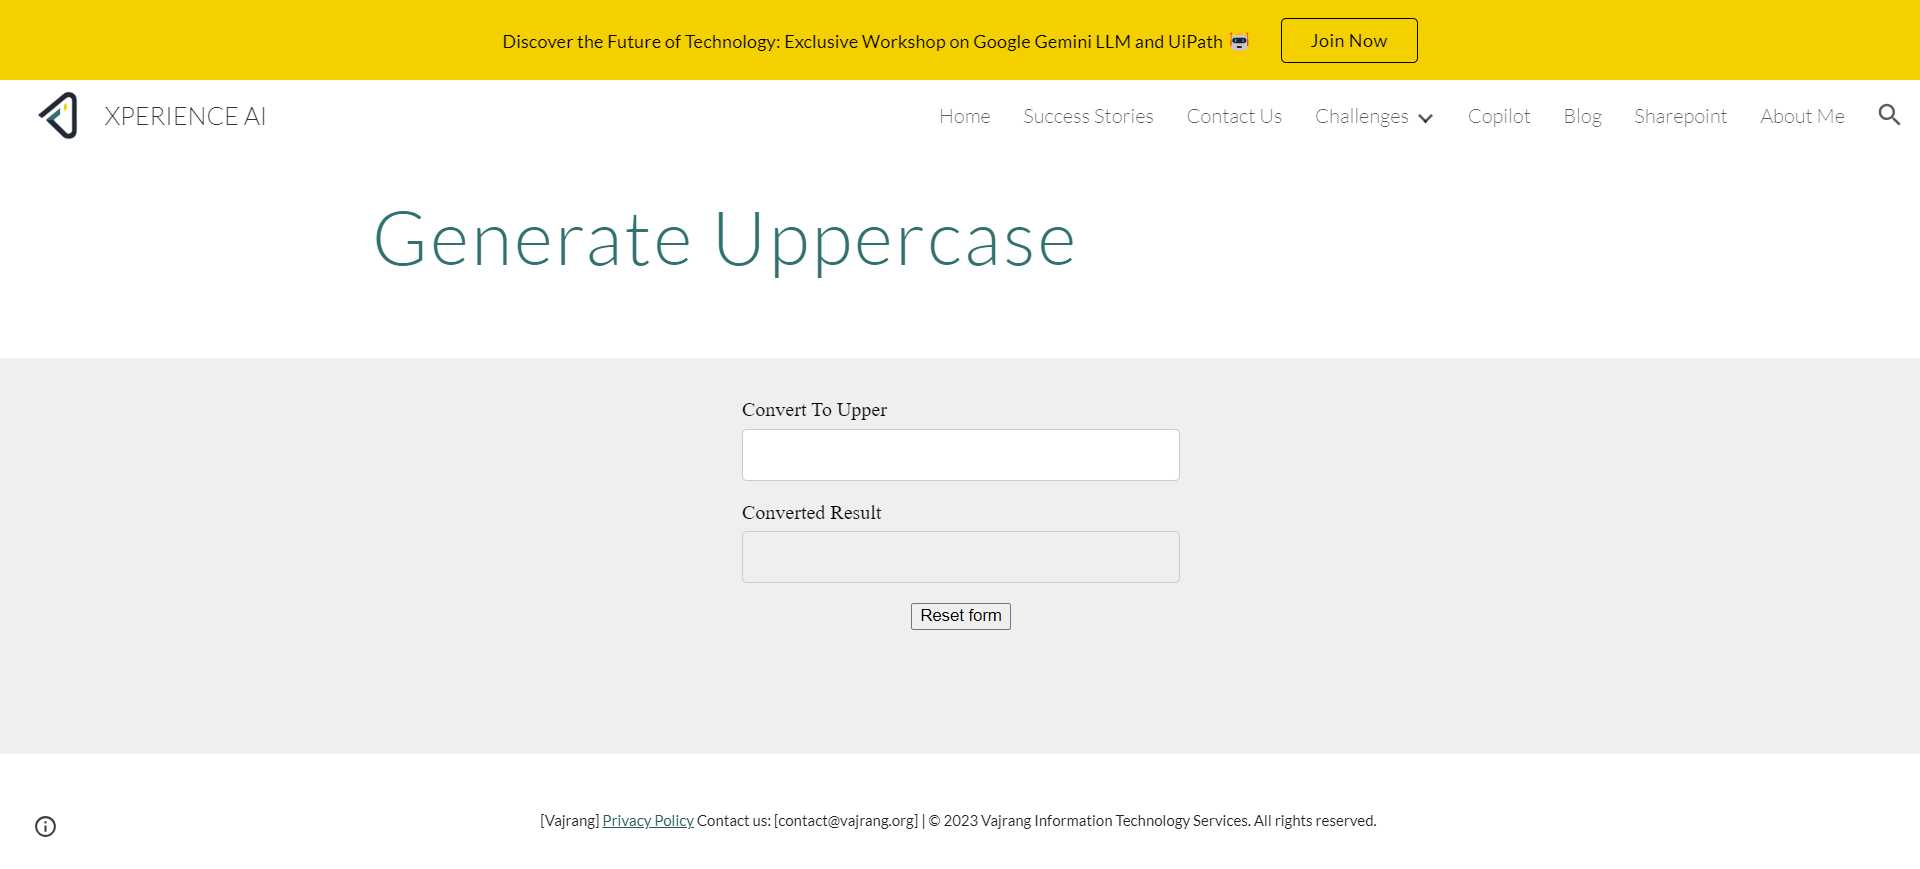 Discover the Future of Technology: Exclusive Workshop on Google Gemini LLM and UiPath 🤖 Join Now
XPERIENCE AI Home Success Stories Contact Us Challenges Copilot Blog Sharepoint About Me
Generate Uppercase
Convert To Upper
Converted Result
Reset form
[Vajrang] Privacy Policy Contact us: [contact@vajrang.org] | © 2023 Vajrang Information Technology Services. All rights reserved.